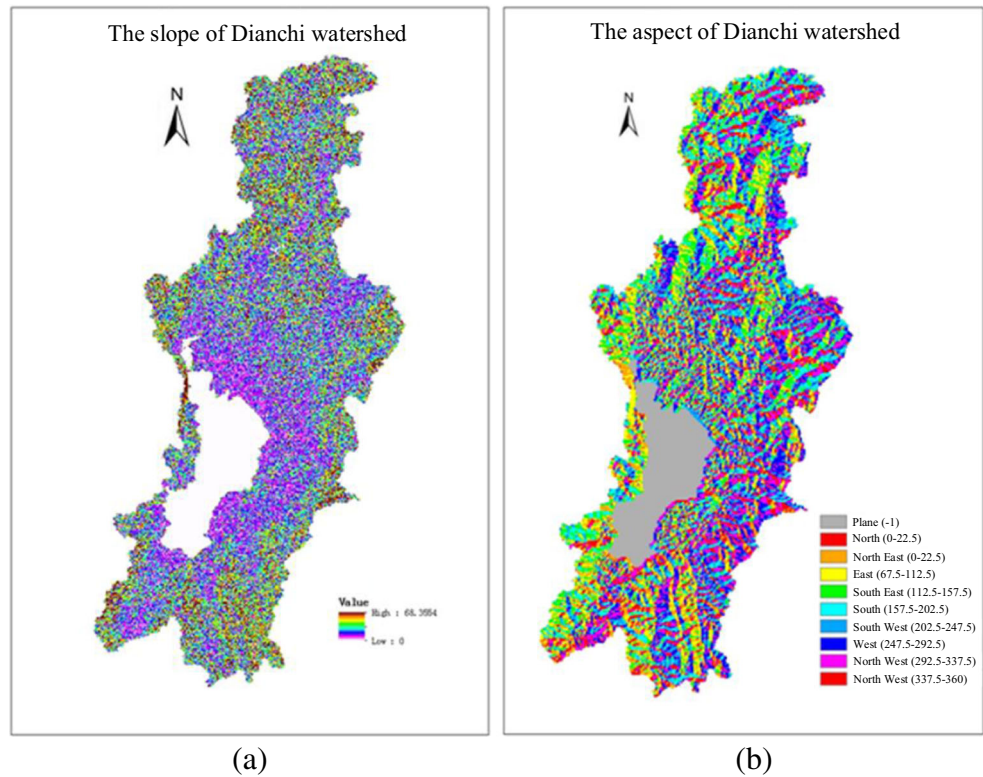 The slope of Dianchi watershed
N
Value
High : 68.3554
Low : 0
(a)
The aspect of Dianchi watershed
N
Plane (-1)
North (0-22.5)
North East (0-22.5)
East (67.5-112.5)
South East (112.5-157.5)
South (157.5-202.5)
South West (202.5-247.5)
West (247.5-292.5)
North West (292.5-337.5)
North West (337.5-360)
(b)